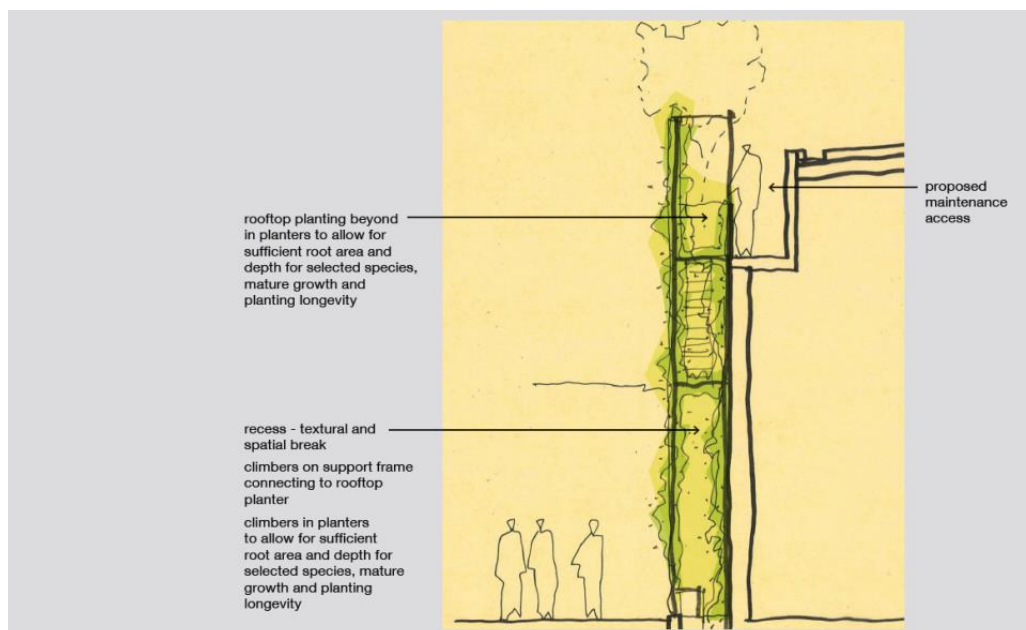 rooftop planting beyond
in planters to allow for
sufficient root area and
depth for selected species,
mature growth and
planting longevity
proposed
maintenance
access
recess - textural and
spatial break
climbers on support frame
connecting to rooftop
planter
climbers in planters
to allow for sufficient
root area and depth for
selected species, mature
growth and planting
longevity